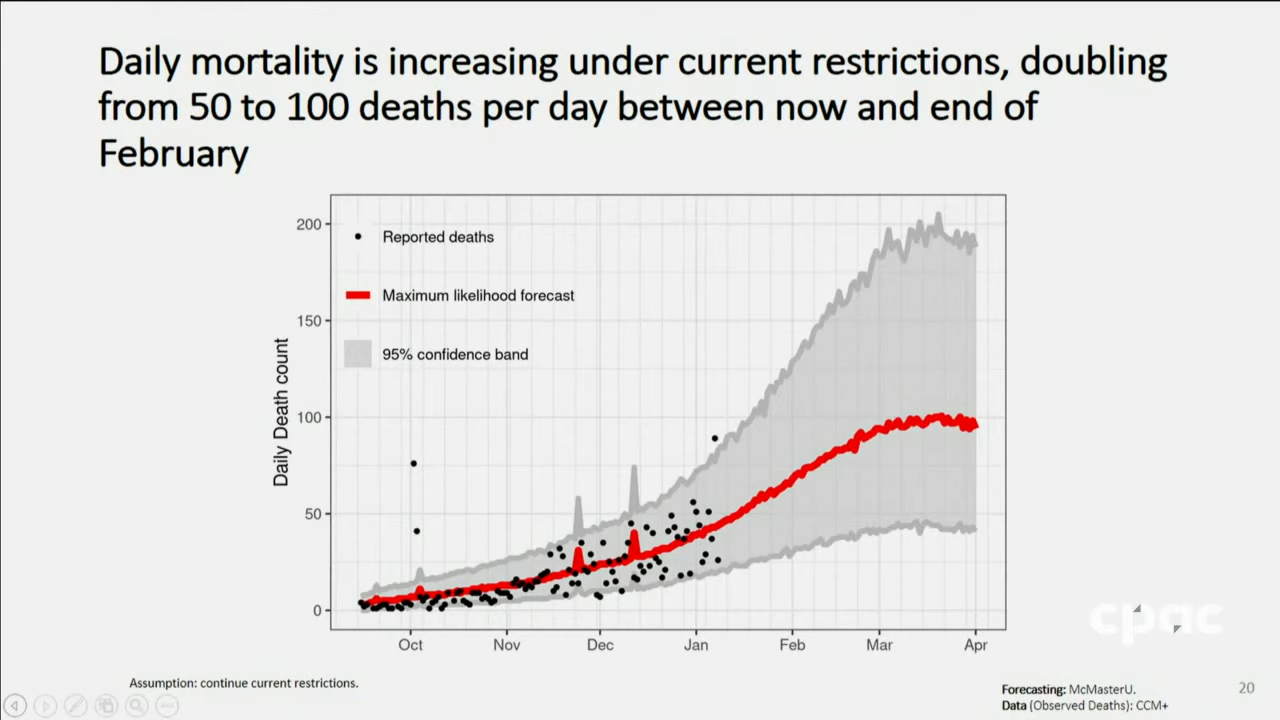 Daily mortality is increasing under current restrictions, doubling
from 50 to 100 deaths per day between now and end of
February
200
150
100
50
0
Daily Death count
Reported deaths
Maximum likelihood forecast
95% confidence band
Oct
Nov
Dec
Jan
Feb
Mar
Apr
cpac
Assumption: continue current restrictions.
Forecasting: McMasterU.
Data (Observed Deaths): CCM+
20